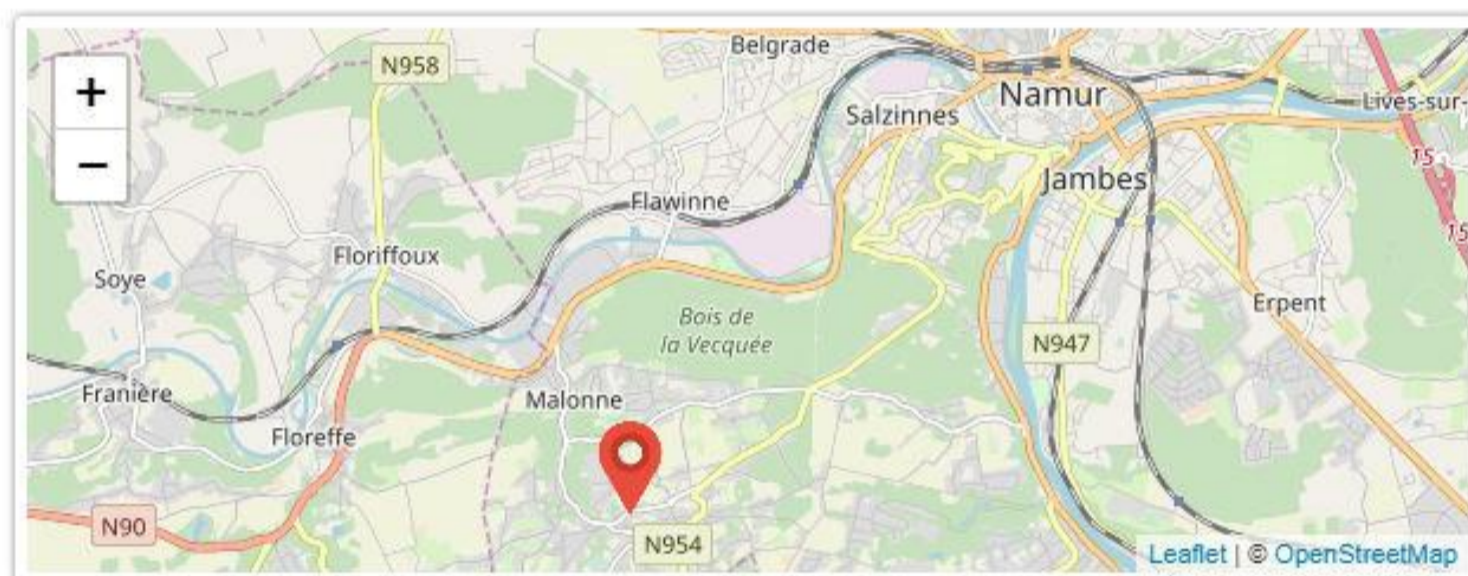 +
−
N958
Belgrade
Namur
Salzinnes
Lives-sur-
15
Jambes
Flawinne
15
Floriffoux
Soye
Erpent
Bois de
la Vecquée
N947
Franière
Malonne
Floreffe
N90
N954
Leaflet | © OpenStreetMap